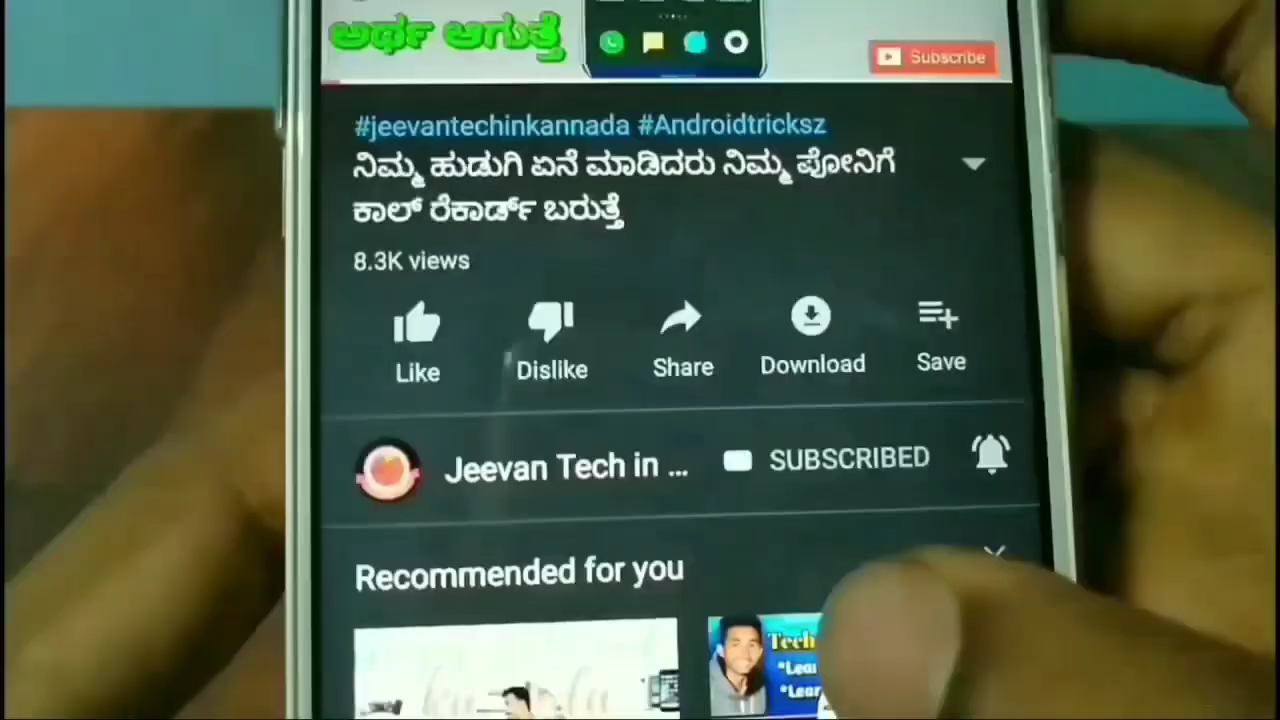 ಅರ್ಥ ಆಗುತ್ತೆ
Subscribe
#jeevantechinkannada #Androidtricksz
ನಿಮ್ಮ ಹುಡುಗಿ ಏನೆ ಮಾಡಿದರು ನಿಮ್ಮ ಪೋನಿಗೆ
ಕಾಲ್ ರೆಕಾರ್ಡ್ ಬರುತ್ತೆ
8.3K views
Like Dislike Share Download Save
Jeevan Tech in ... SUBSCRIBED
Recommended for you
Tech